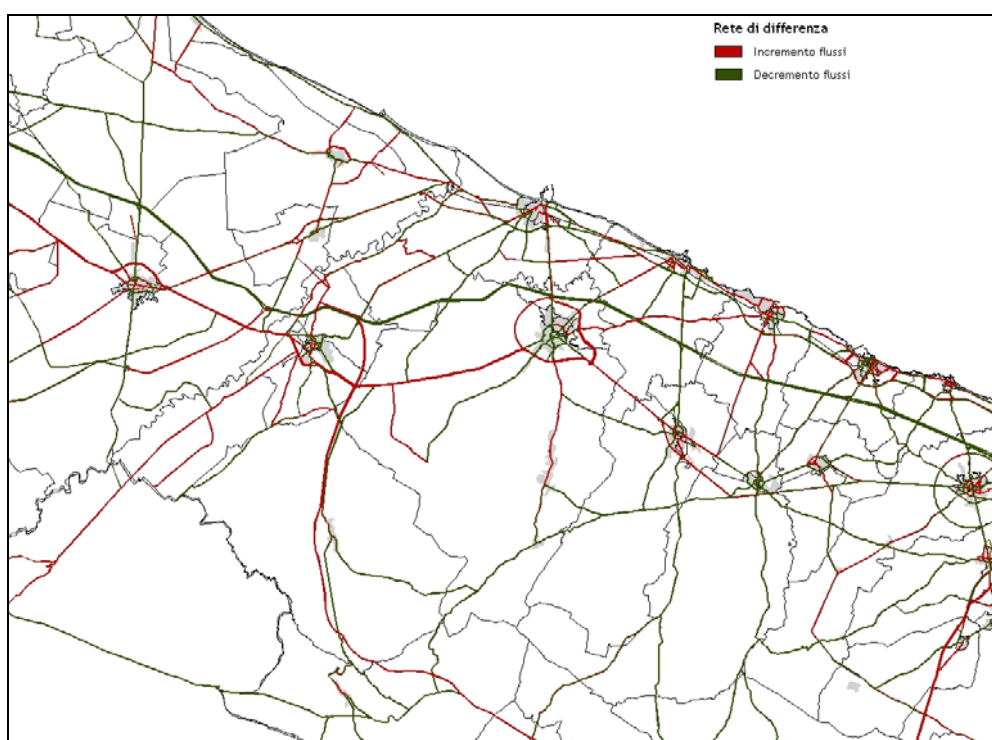 Rete di differenza
Incremento flussi
Decremento flussi